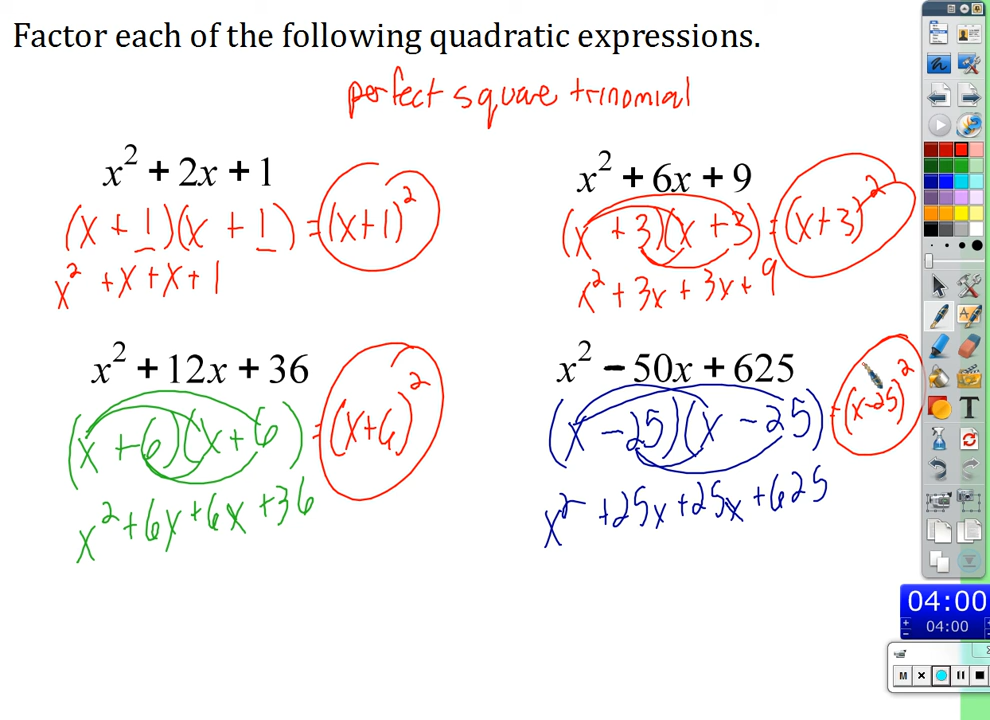 Factor each of the following quadratic expressions.
perfect square trinomial
x² + 2x + 1
(x + 1)(x + 1) = (x+1)²
x² + x + x + 1
x² + 6x + 9
(x + 3)(x + 3) = (x + 3)²
x² + 3x + 3x + 9
x² + 12x + 36
(x + 6)(x + 6) = (x + 6)²
x² + 6x + 6x + 36
x² − 50x + 625
(x − 25)(x − 25) = (x−25)²
x² + 25x + 25x + 625
04:00
04:00
M